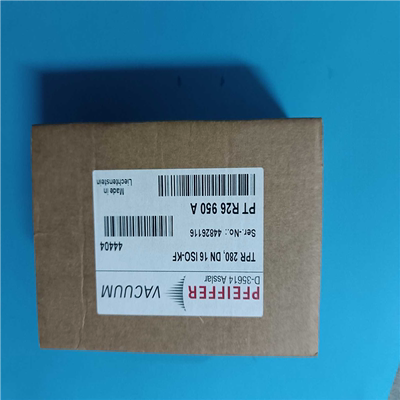 PFEIFFER VACUUM
D-35614 Asslar
TPR 280, DN 16 ISO-KF
44404
Ser.-No.: 44826116
PT R26 950 A
Made in
Liechtenstein